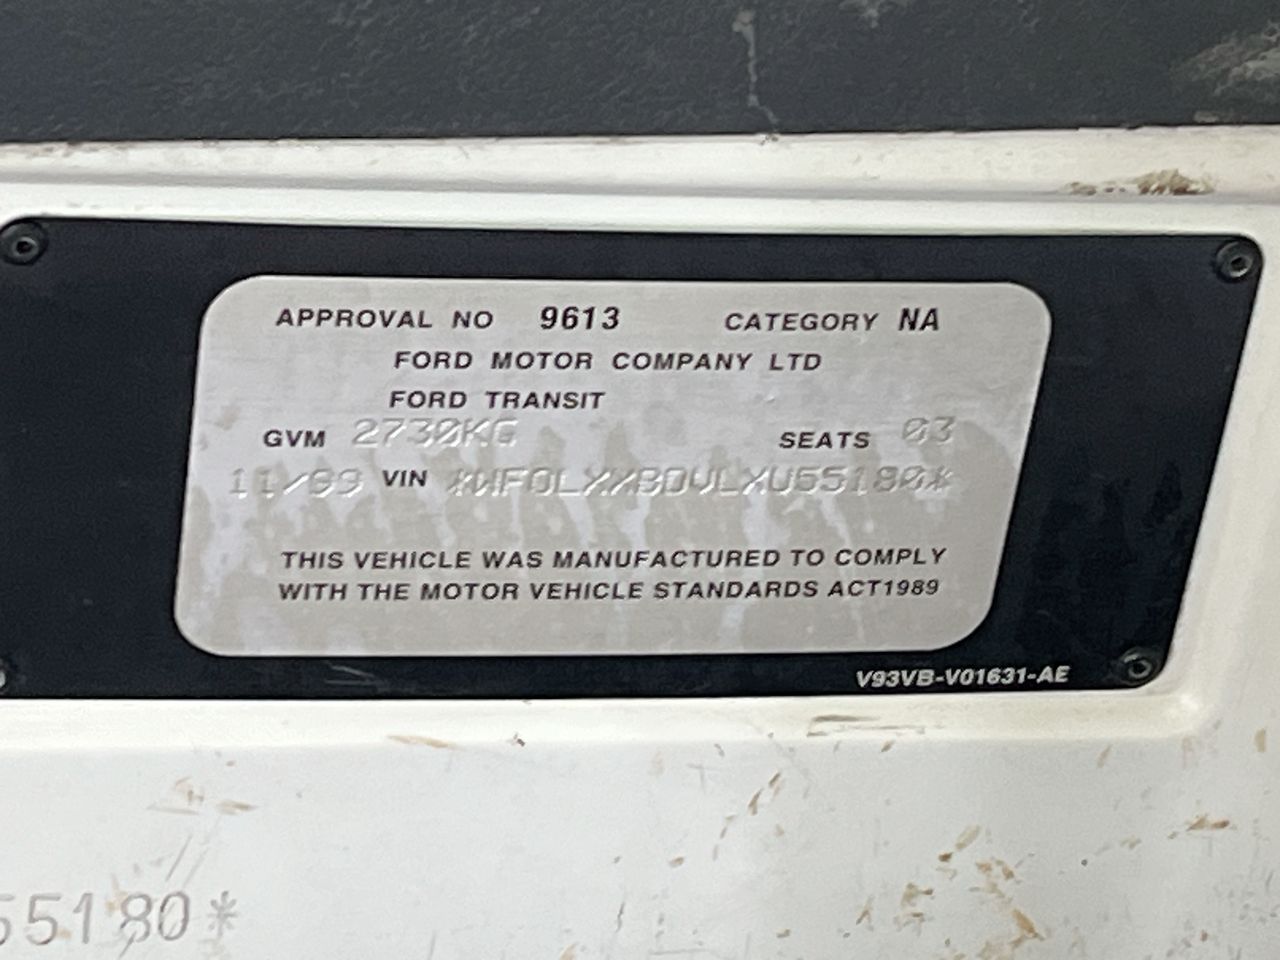 APPROVAL NO 9613 CATEGORY NA
FORD MOTOR COMPANY LTD
FORD TRANSIT
GVM 2730KG SEATS 03
11/99 VIN *WF0LXXBDVLXU65180*
THIS VEHICLE WAS MANUFACTURED TO COMPLY
WITH THE MOTOR VEHICLE STANDARDS ACT1989
V93VB-V01631-AE
55180*